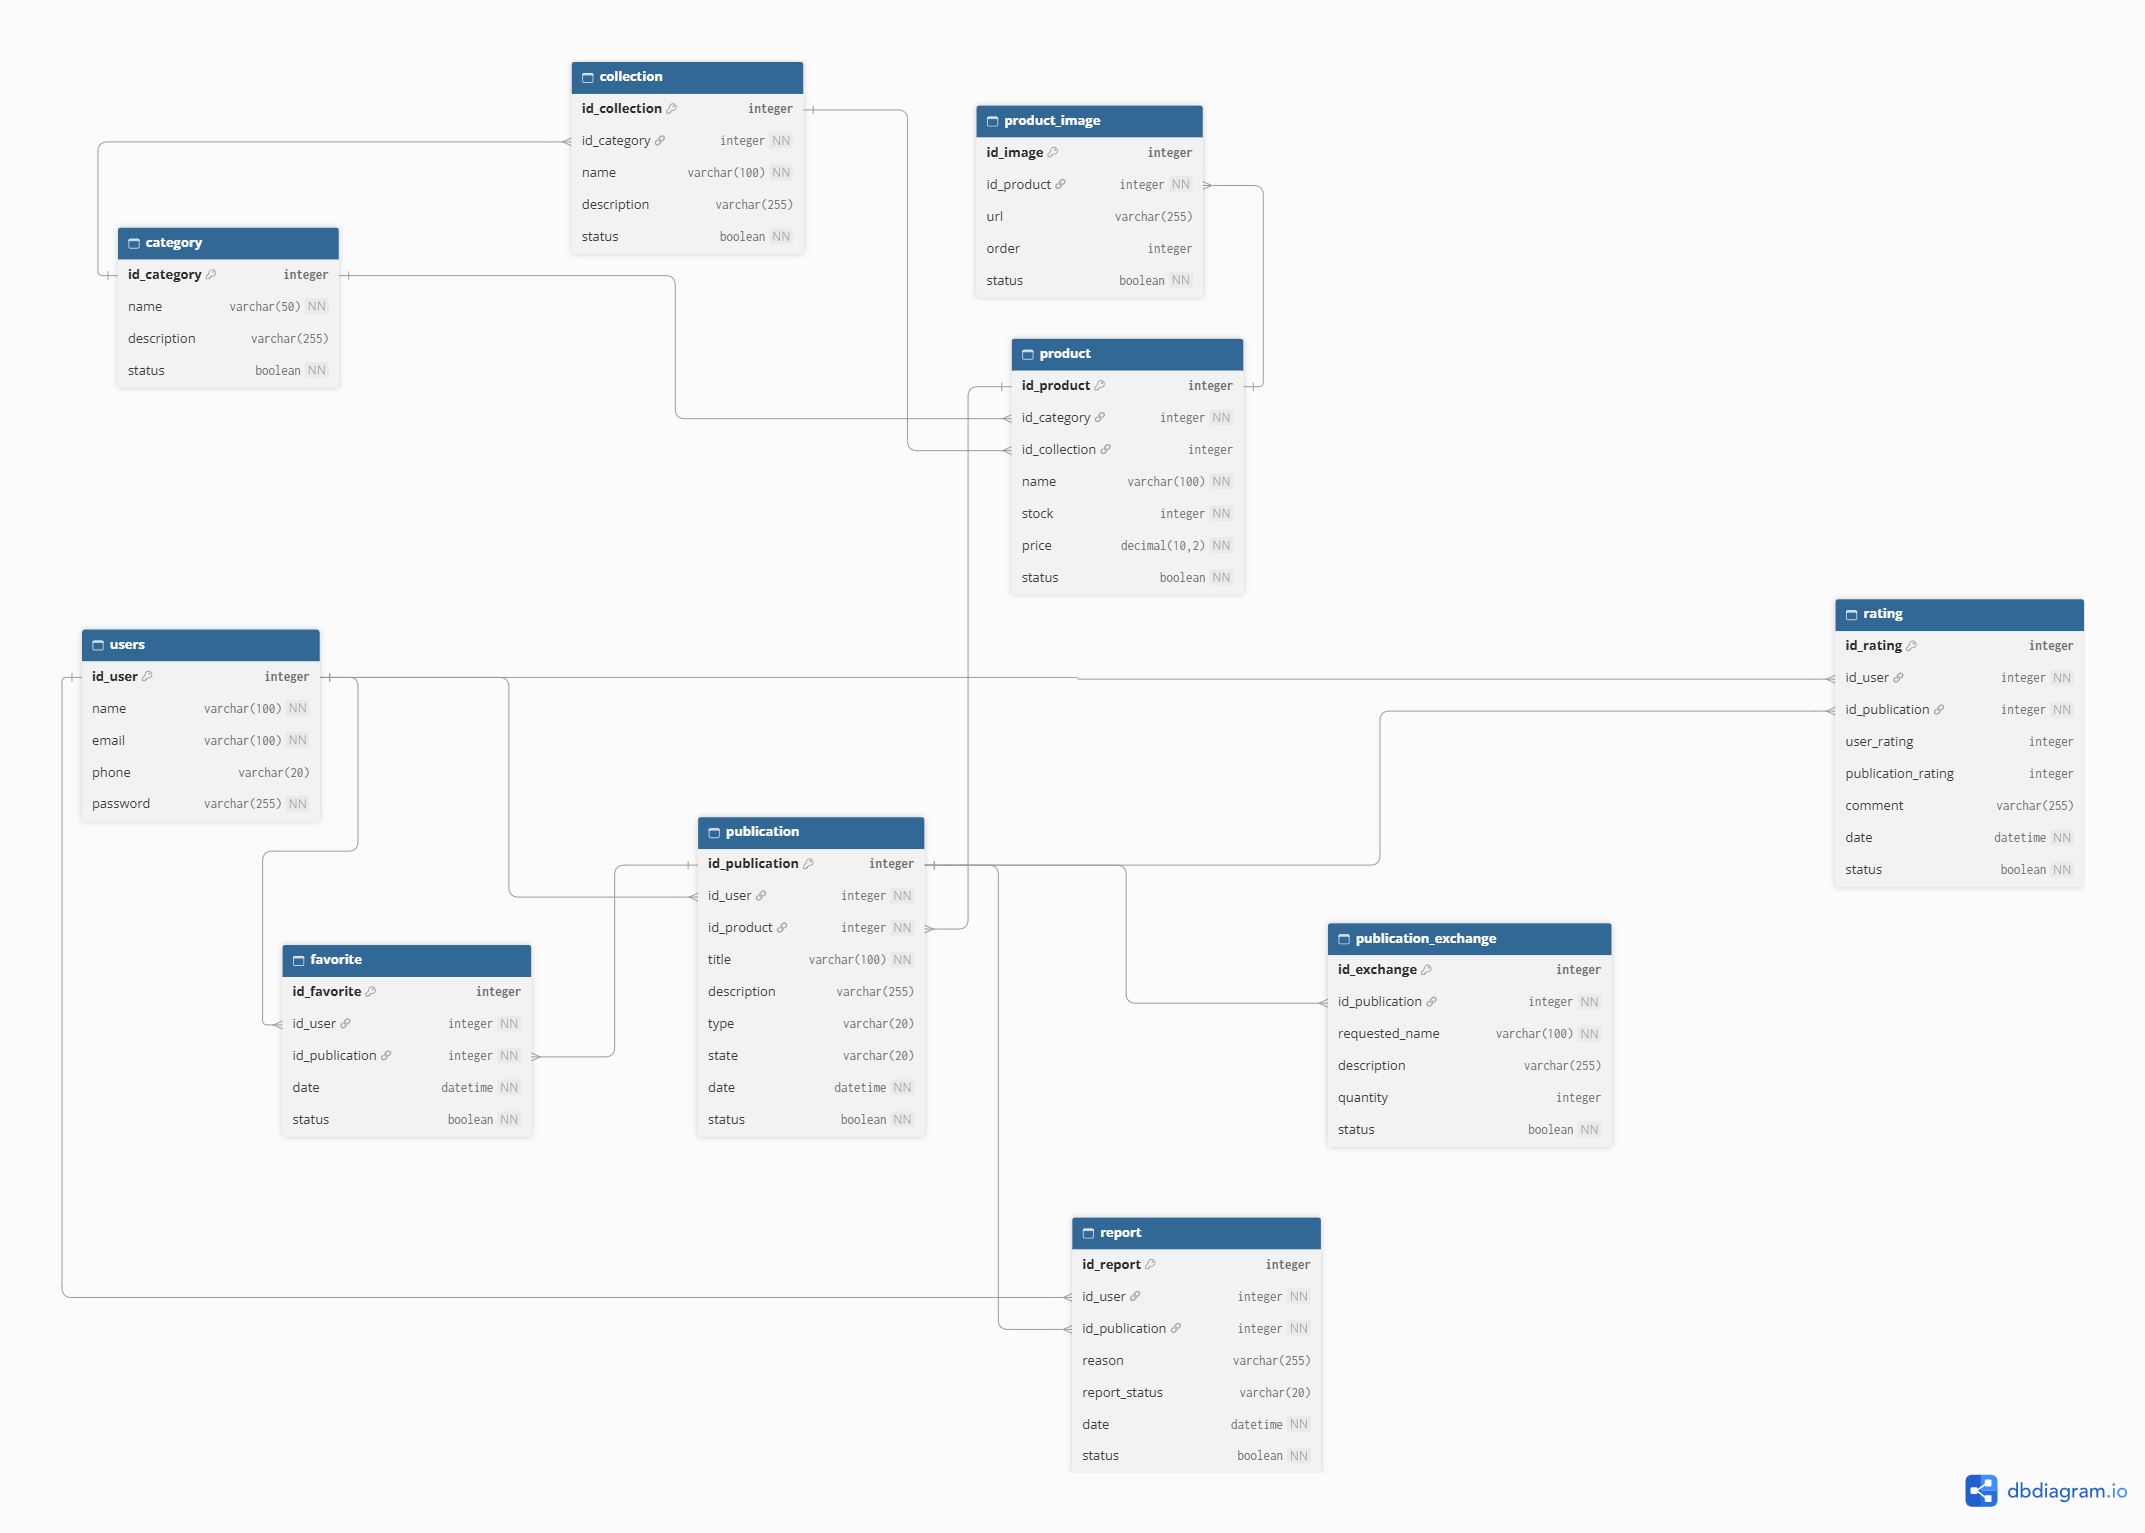 collection
id_collection integer
id_category integer NN
name varchar(100) NN
description varchar(255)
status boolean NN
product_image
id_image integer
id_product integer NN
url varchar(255)
order integer
status boolean NN
category
id_category integer
name varchar(50) NN
description varchar(255)
status boolean NN
product
id_product integer
id_category integer NN
id_collection integer
name varchar(100) NN
stock integer NN
price decimal(10,2) NN
status boolean NN
users
id_user integer
name varchar(100) NN
email varchar(100) NN
phone varchar(20)
password varchar(255) NN
rating
id_rating integer
id_user integer NN
id_publication integer NN
user_rating integer
publication_rating integer
comment varchar(255)
date datetime NN
status boolean NN
publication
id_publication integer
id_user integer NN
id_product integer NN
title varchar(100) NN
description varchar(255)
type varchar(20)
state varchar(20)
date datetime NN
status boolean NN
favorite
id_favorite integer
id_user integer NN
id_publication integer NN
date datetime NN
status boolean NN
publication_exchange
id_exchange integer
id_publication integer NN
requested_name varchar(100) NN
description varchar(255)
quantity integer
status boolean NN
report
id_report integer
id_user integer NN
id_publication integer NN
reason varchar(255)
report_status varchar(20)
date datetime NN
status boolean NN
dbdiagram.io